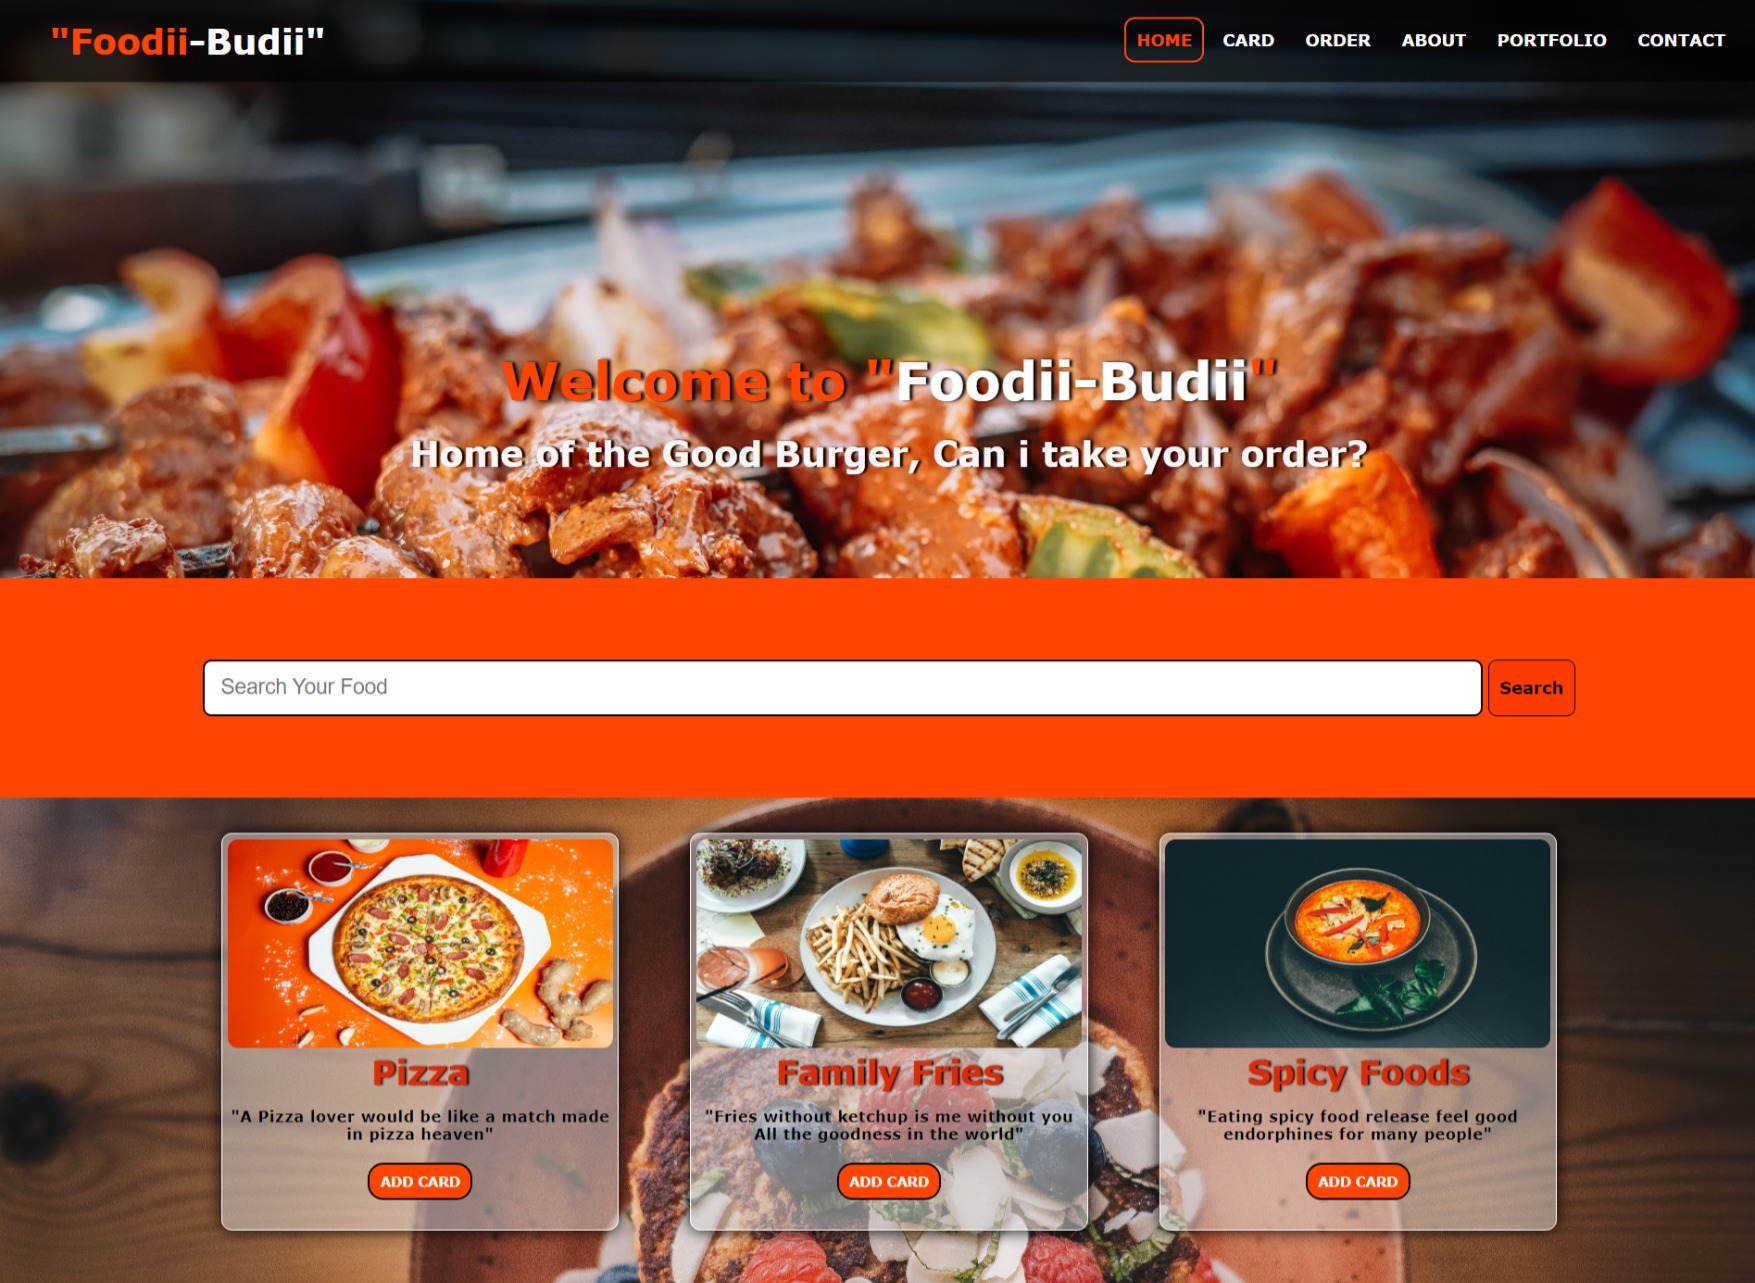 "Foodii-Budii"
HOME CARD ORDER ABOUT PORTFOLIO CONTACT
Welcome to "Foodii-Budii"
Home of the Good Burger, Can i take your order?
Search Your Food
Search
Pizza
"A Pizza lover would be like a match made
in pizza heaven"
ADD CARD
Family Fries
"Fries without ketchup is me without you
All the goodness in the world"
ADD CARD
Spicy Foods
"Eating spicy food release feel good
endorphines for many people"
ADD CARD